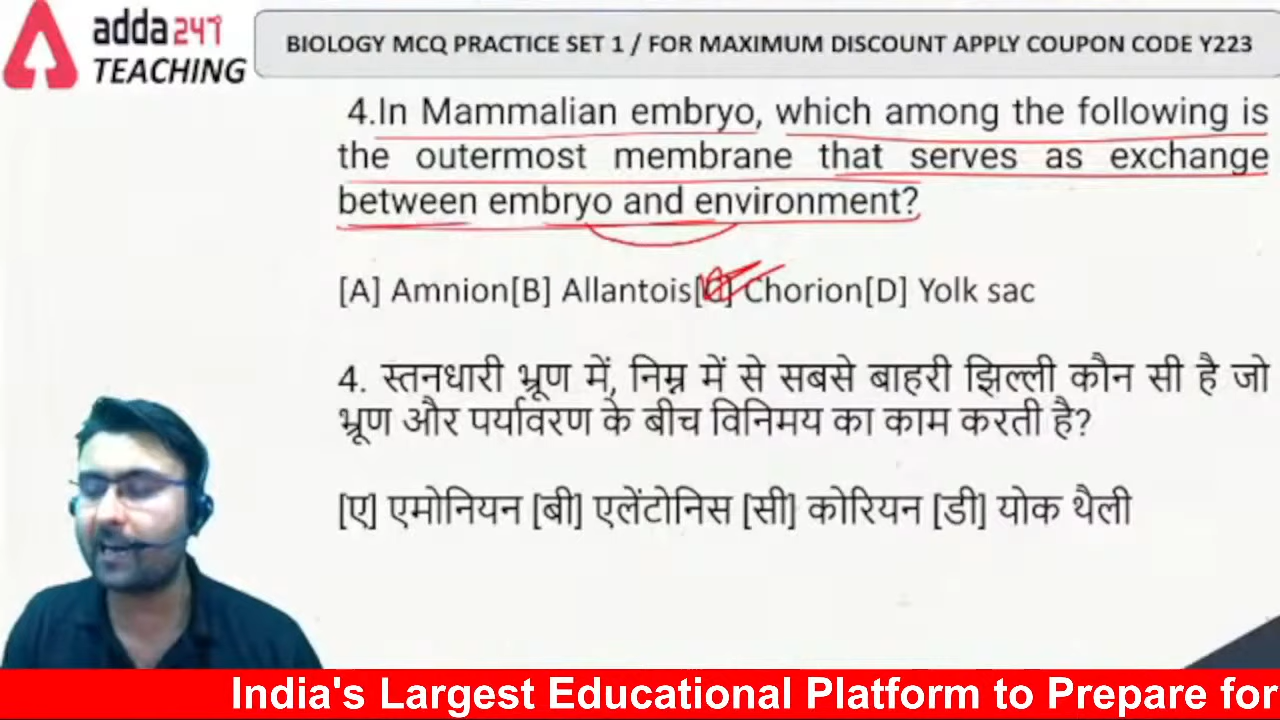 adda 247
TEACHING
BIOLOGY MCQ PRACTICE SET 1 / FOR MAXIMUM DISCOUNT APPLY COUPON CODE Y223
4.In Mammalian embryo, which among the following is
the outermost membrane that serves as exchange
between embryo and environment?
[A] Amnion[B] Allantois[C] Chorion[D] Yolk sac
4. स्तनधारी भ्रूण में, निम्न में से सबसे बाहरी झिल्ली कौन सी है जो
भ्रूण और पर्यावरण के बीच विनिमय का काम करती है?
[ए] एमोनियन [बी] एलेंटोनिस [सी] कोरियन [डी] योक थैली
India's Largest Educational Platform to Prepare for